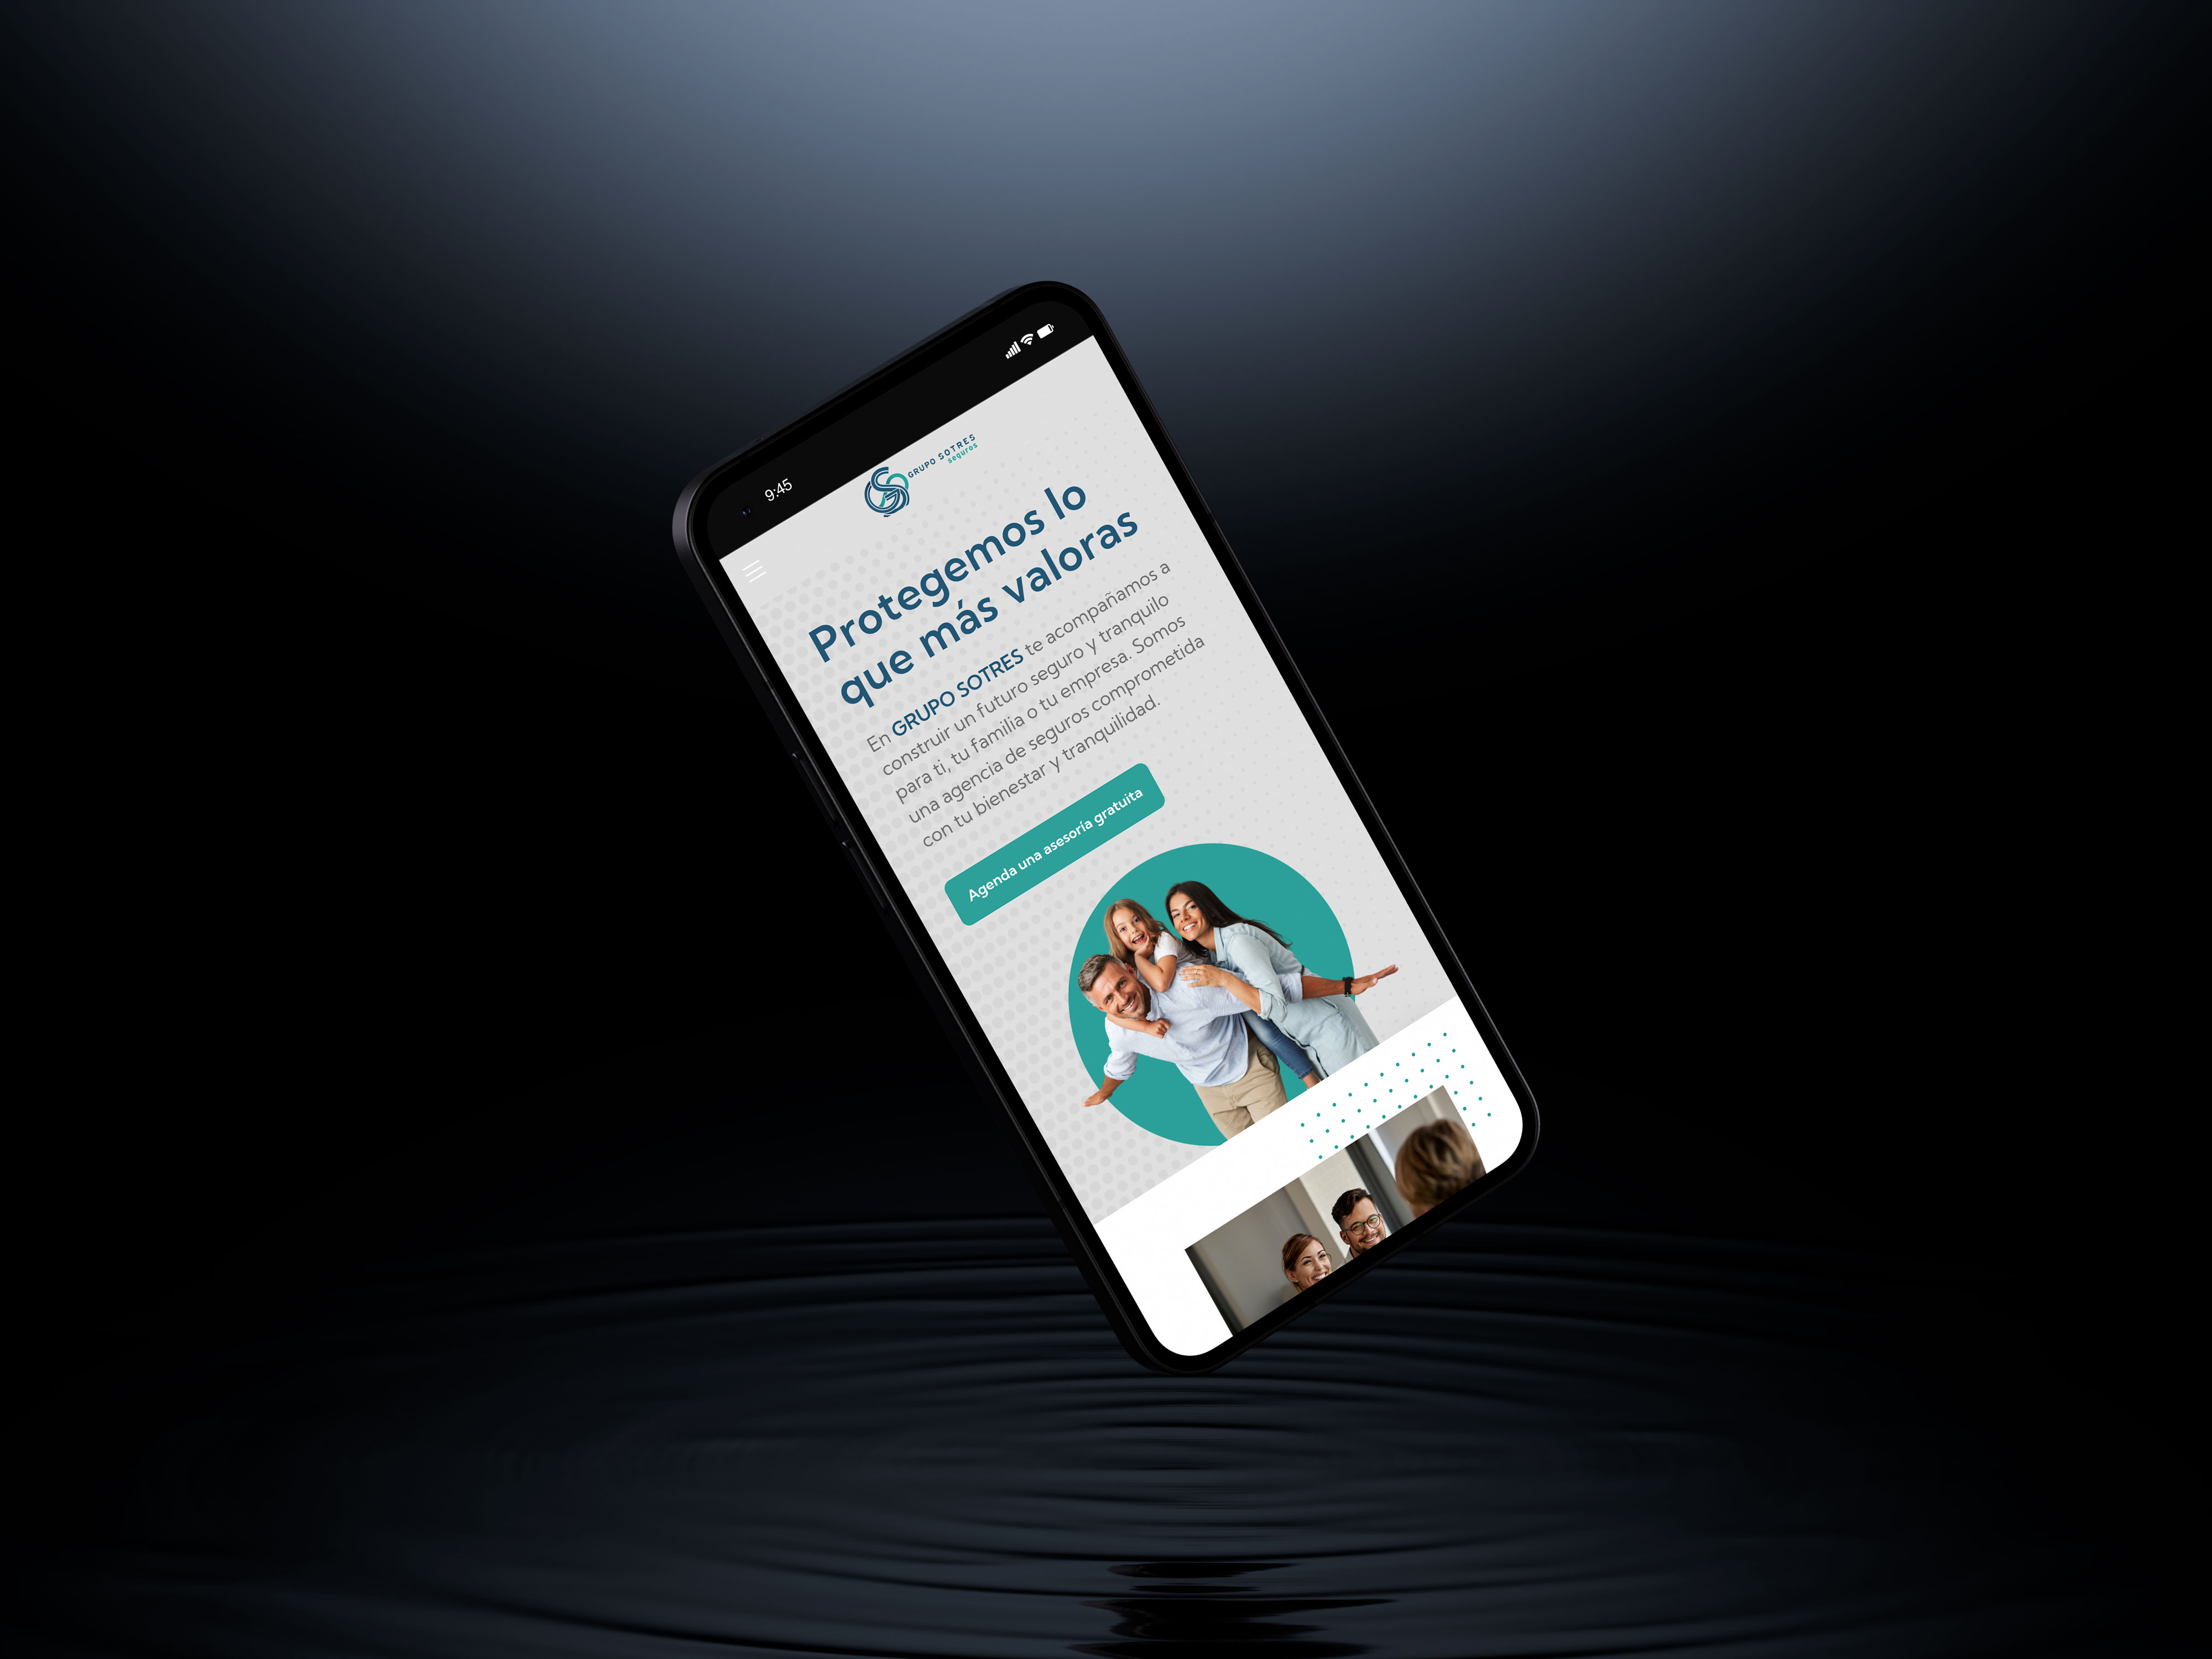 9:45
GRUPO SOTRES
seguros
Protegemos lo
que más valoras
En GRUPO SOTRES te acompañamos a
construir un futuro seguro y tranquilo
para ti, tu familia o tu empresa. Somos
una agencia de seguros comprometida
con tu bienestar y tranquilidad.
Agenda una asesoría gratuita